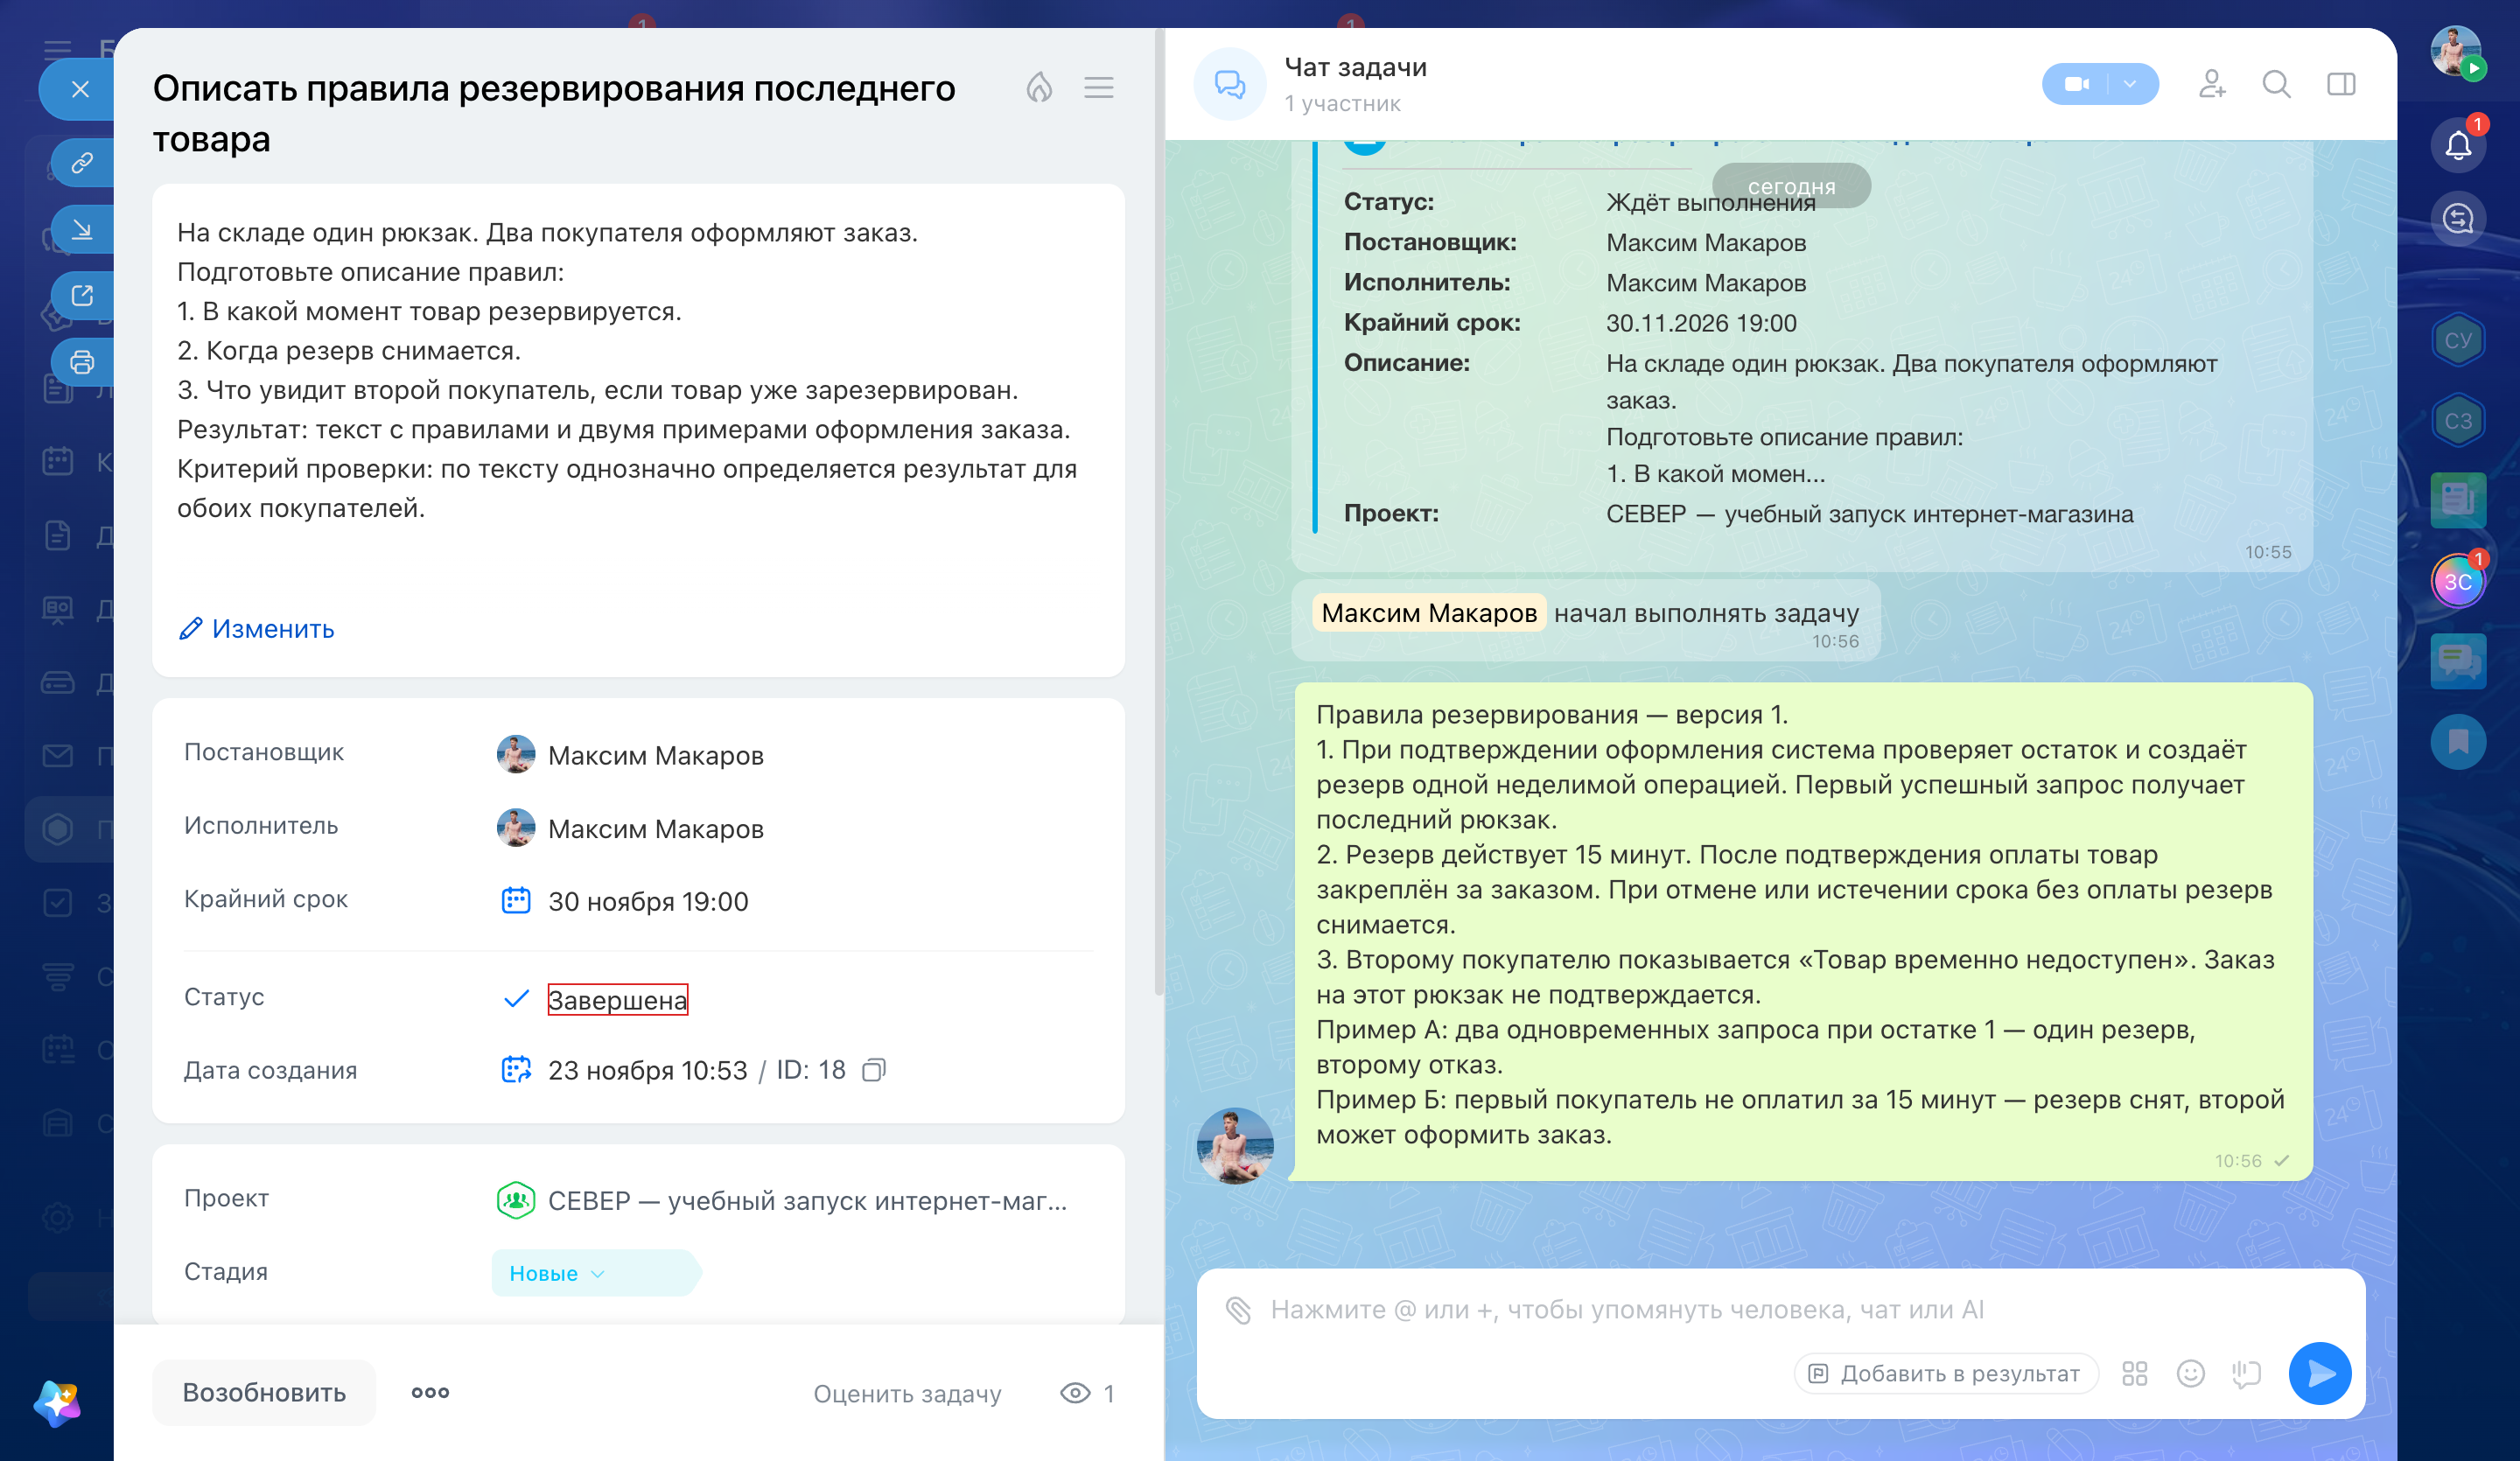 1
1
Описать правила резервирования последнего
товара
На складе один рюкзак. Два покупателя оформляют заказ.
Подготовьте описание правил:
1. В какой момент товар резервируется.
2. Когда резерв снимается.
3. Что увидит второй покупатель, если товар уже зарезервирован.
Результат: текст с правилами и двумя примерами оформления заказа.
Критерий проверки: по тексту однозначно определяется результат для
обоих покупателей.
Изменить
Постановщик
Максим Макаров
Исполнитель
Максим Макаров
Крайний срок
30 ноября 19:00
Статус
Завершена
Дата создания
23 ноября 10:53 / ID: 18
Проект
СЕВЕР — учебный запуск интернет-маг...
Стадия
Новые
Возобновить
Оценить задачу
1
Чат задачи
1 участник
сегодня
Статус:
Ждёт выполнения
Постановщик:
Максим Макаров
Исполнитель:
Максим Макаров
Крайний срок:
30.11.2026 19:00
Описание:
На складе один рюкзак. Два покупателя оформляют
заказ.
Подготовьте описание правил:
1. В какой момен...
Проект:
СЕВЕР — учебный запуск интернет-магазина
10:55
Максим Макаров начал выполнять задачу
10:56
Правила резервирования — версия 1.
1. При подтверждении оформления система проверяет остаток и создаёт
резерв одной неделимой операцией. Первый успешный запрос получает
последний рюкзак.
2. Резерв действует 15 минут. После подтверждения оплаты товар
закреплён за заказом. При отмене или истечении срока без оплаты резерв
снимается.
3. Второму покупателю показывается «Товар временно недоступен». Заказ
на этот рюкзак не подтверждается.
Пример А: два одновременных запроса при остатке 1 — один резерв,
второму отказ.
Пример Б: первый покупатель не оплатил за 15 минут — резерв снят, второй
может оформить заказ.
10:56
Нажмите @ или +, чтобы упомянуть человека, чат или AI
Добавить в результат
1
СУ
СЗ
ЗС
1